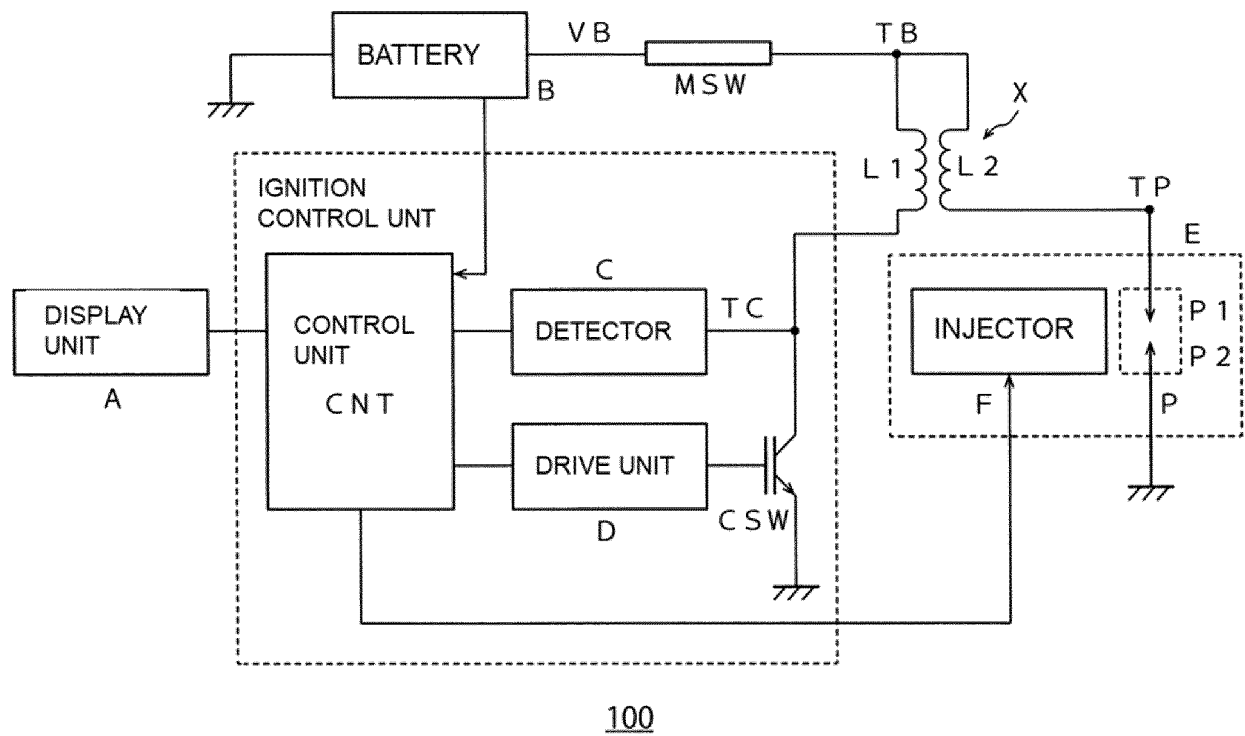 BATTERY
V B
T B
B
M S W
X
L 1
L 2
T P
IGNITION
CONTROL UNT
E
C
DISPLAY
UNIT
CONTROL
UNIT
C N T
DETECTOR
T C
INJECTOR
P 1
P 2
A
F
P
DRIVE UNIT
C S W
D
100